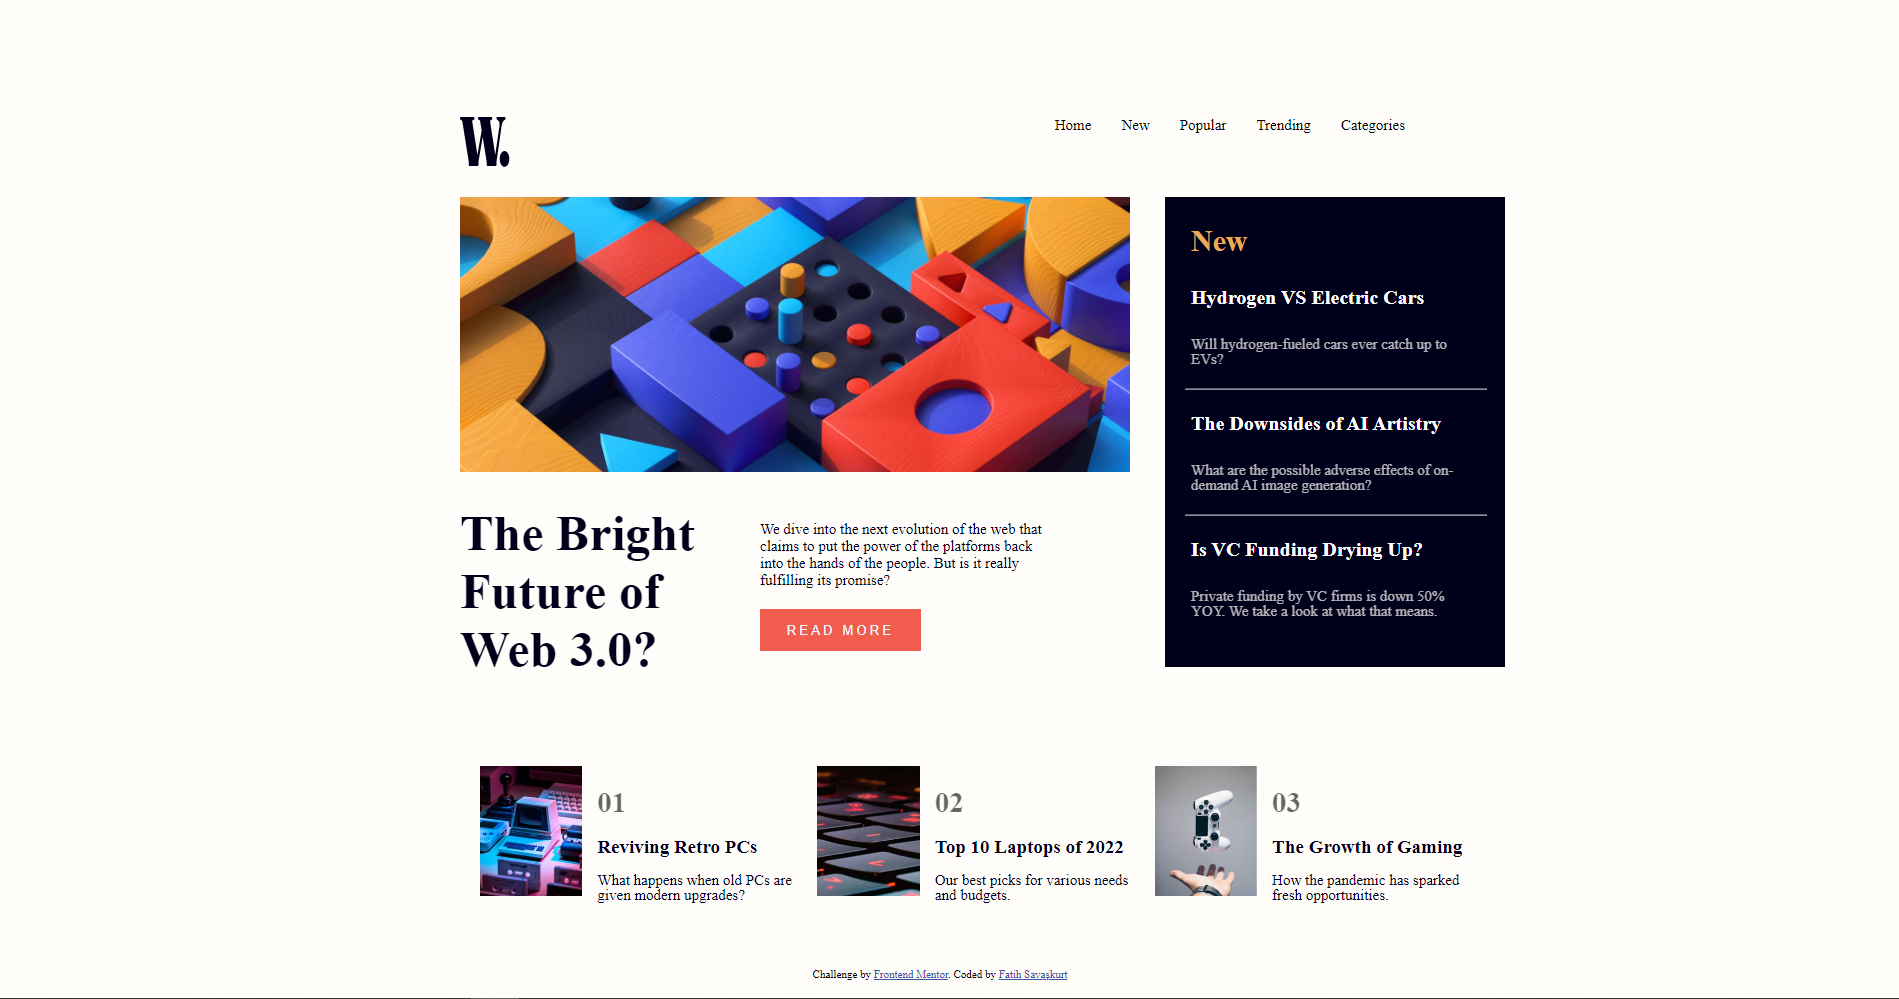 W.
Home New Popular Trending Categories
New
Hydrogen VS Electric Cars
Will hydrogen-fueled cars ever catch up to
EVs?
The Downsides of AI Artistry
What are the possible adverse effects of on-
demand AI image generation?
Is VC Funding Drying Up?
Private funding by VC firms is down 50%
YOY. We take a look at what that means.
The Bright
Future of
Web 3.0?
We dive into the next evolution of the web that
claims to put the power of the platforms back
into the hands of the people. But is it really
fulfilling its promise?
READ MORE
01
Reviving Retro PCs
What happens when old PCs are
given modern upgrades?
02
Top 10 Laptops of 2022
Our best picks for various needs
and budgets.
03
The Growth of Gaming
How the pandemic has sparked
fresh opportunities.
Challenge by Frontend Mentor. Coded by Fatih Savaşkurt